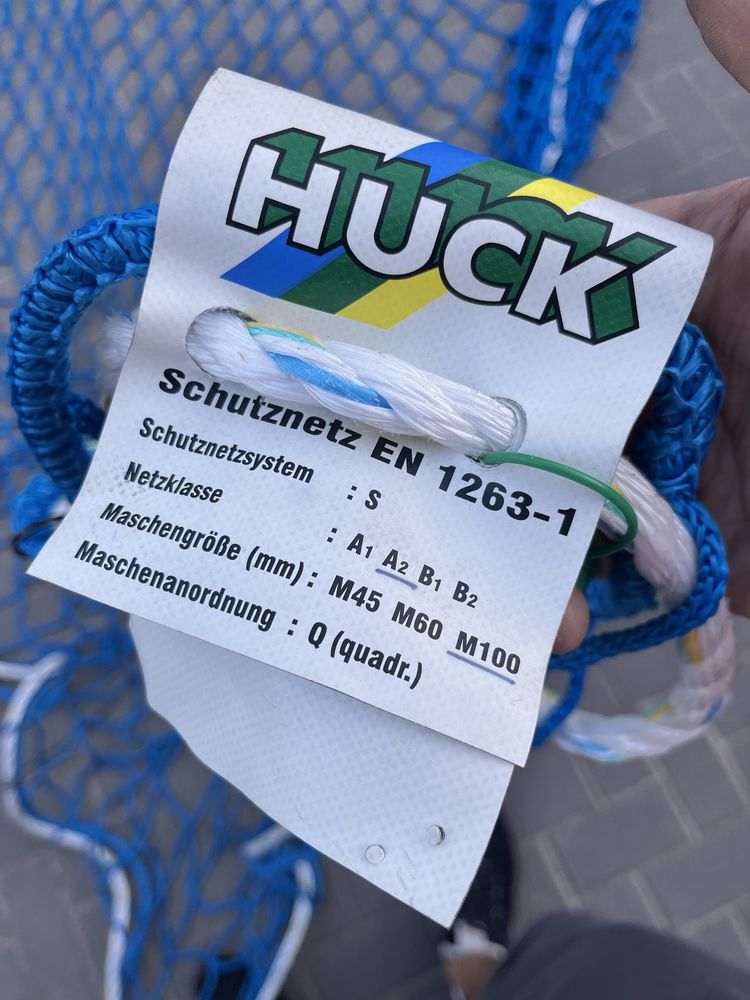 HUCK
Schutznetz EN 1263-1
Schutznetzsystem : S
Netzklasse : A1 A2 B1 B2
Maschengröße (mm) : M45 M60 M100
Maschenanordnung : Q (quadr.)